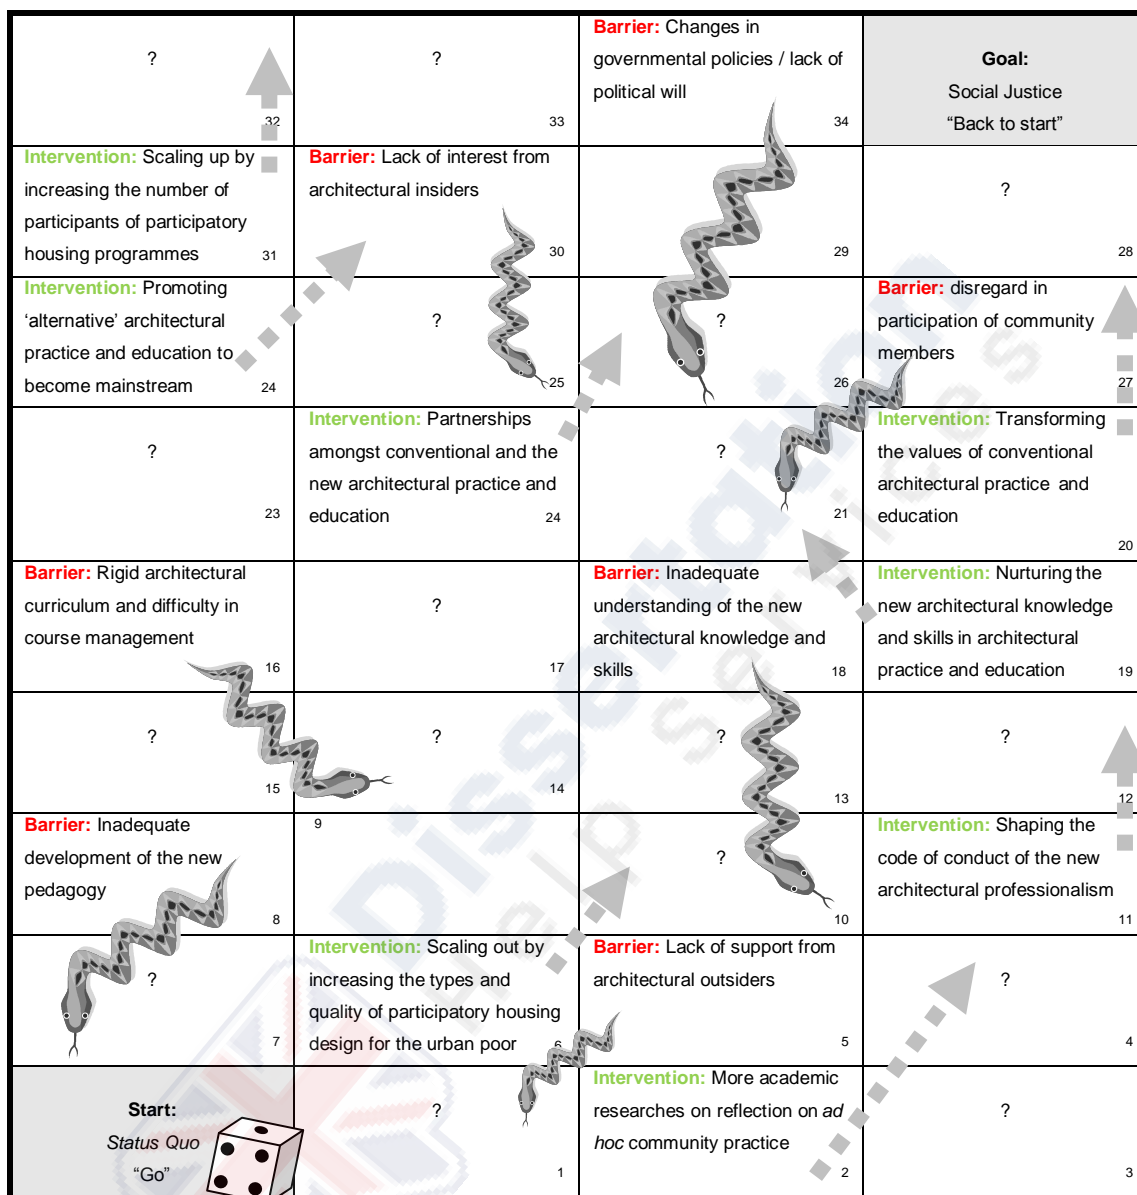 ?
32
?
33
Barrier: Changes in
governmental policies / lack of
political will
34
Goal:
Social Justice
“Back to start”
Intervention: Scaling up by
increasing the number of
participants of participatory
housing programmes
31
Barrier: Lack of interest from
architectural insiders
30
29
?
28
Intervention: Promoting
‘alternative’ architectural
practice and education to
become mainstream
24
?
25
?
26
Barrier: disregard in
participation of community
members
27
?
23
Intervention: Partnerships
amongst conventional and the
new architectural practice and
education
24
?
21
Intervention: Transforming
the values of conventional
architectural practice and
education
20
Barrier: Rigid architectural
curriculum and difficulty in
course management
16
?
17
Barrier: Inadequate
understanding of the new
architectural knowledge and
skills
18
Intervention: Nurturing the
new architectural knowledge
and skills in architectural
practice and education
19
?
15
?
14
?
13
?
12
Barrier: Inadequate
development of the new
pedagogy
8
9
?
10
Intervention: Shaping the
code of conduct of the new
architectural professionalism
11
?
7
Intervention: Scaling out by
increasing the types and
quality of participatory housing
design for the urban poor
6
Barrier: Lack of support from
architectural outsiders
5
?
4
Start:
Status Quo
“Go”
?
1
Intervention: More academic
researches on reflection on ad
hoc community practice
2
?
3
Dissertation
Help Services